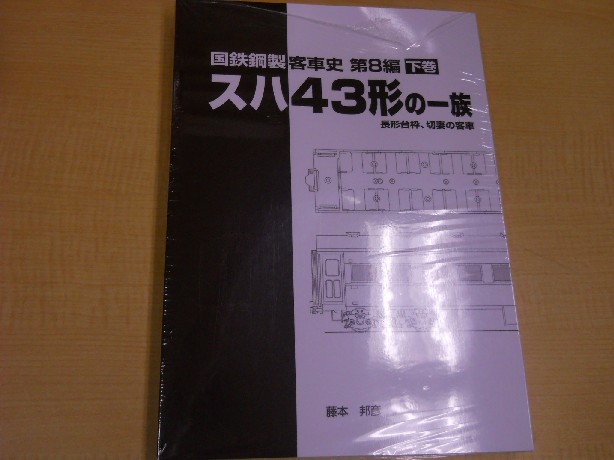 国鉄鋼製客車史 第8編 下巻
スハ43形の一族
長形台枠、切妻の客車
藤本 邦彦